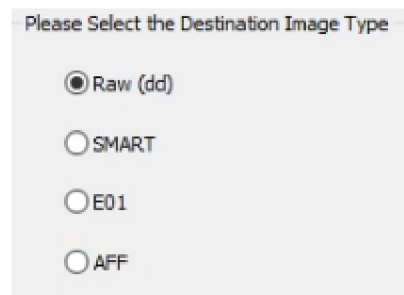 Please Select the Destination Image Type
Raw (dd)
SMART
E01
AFF